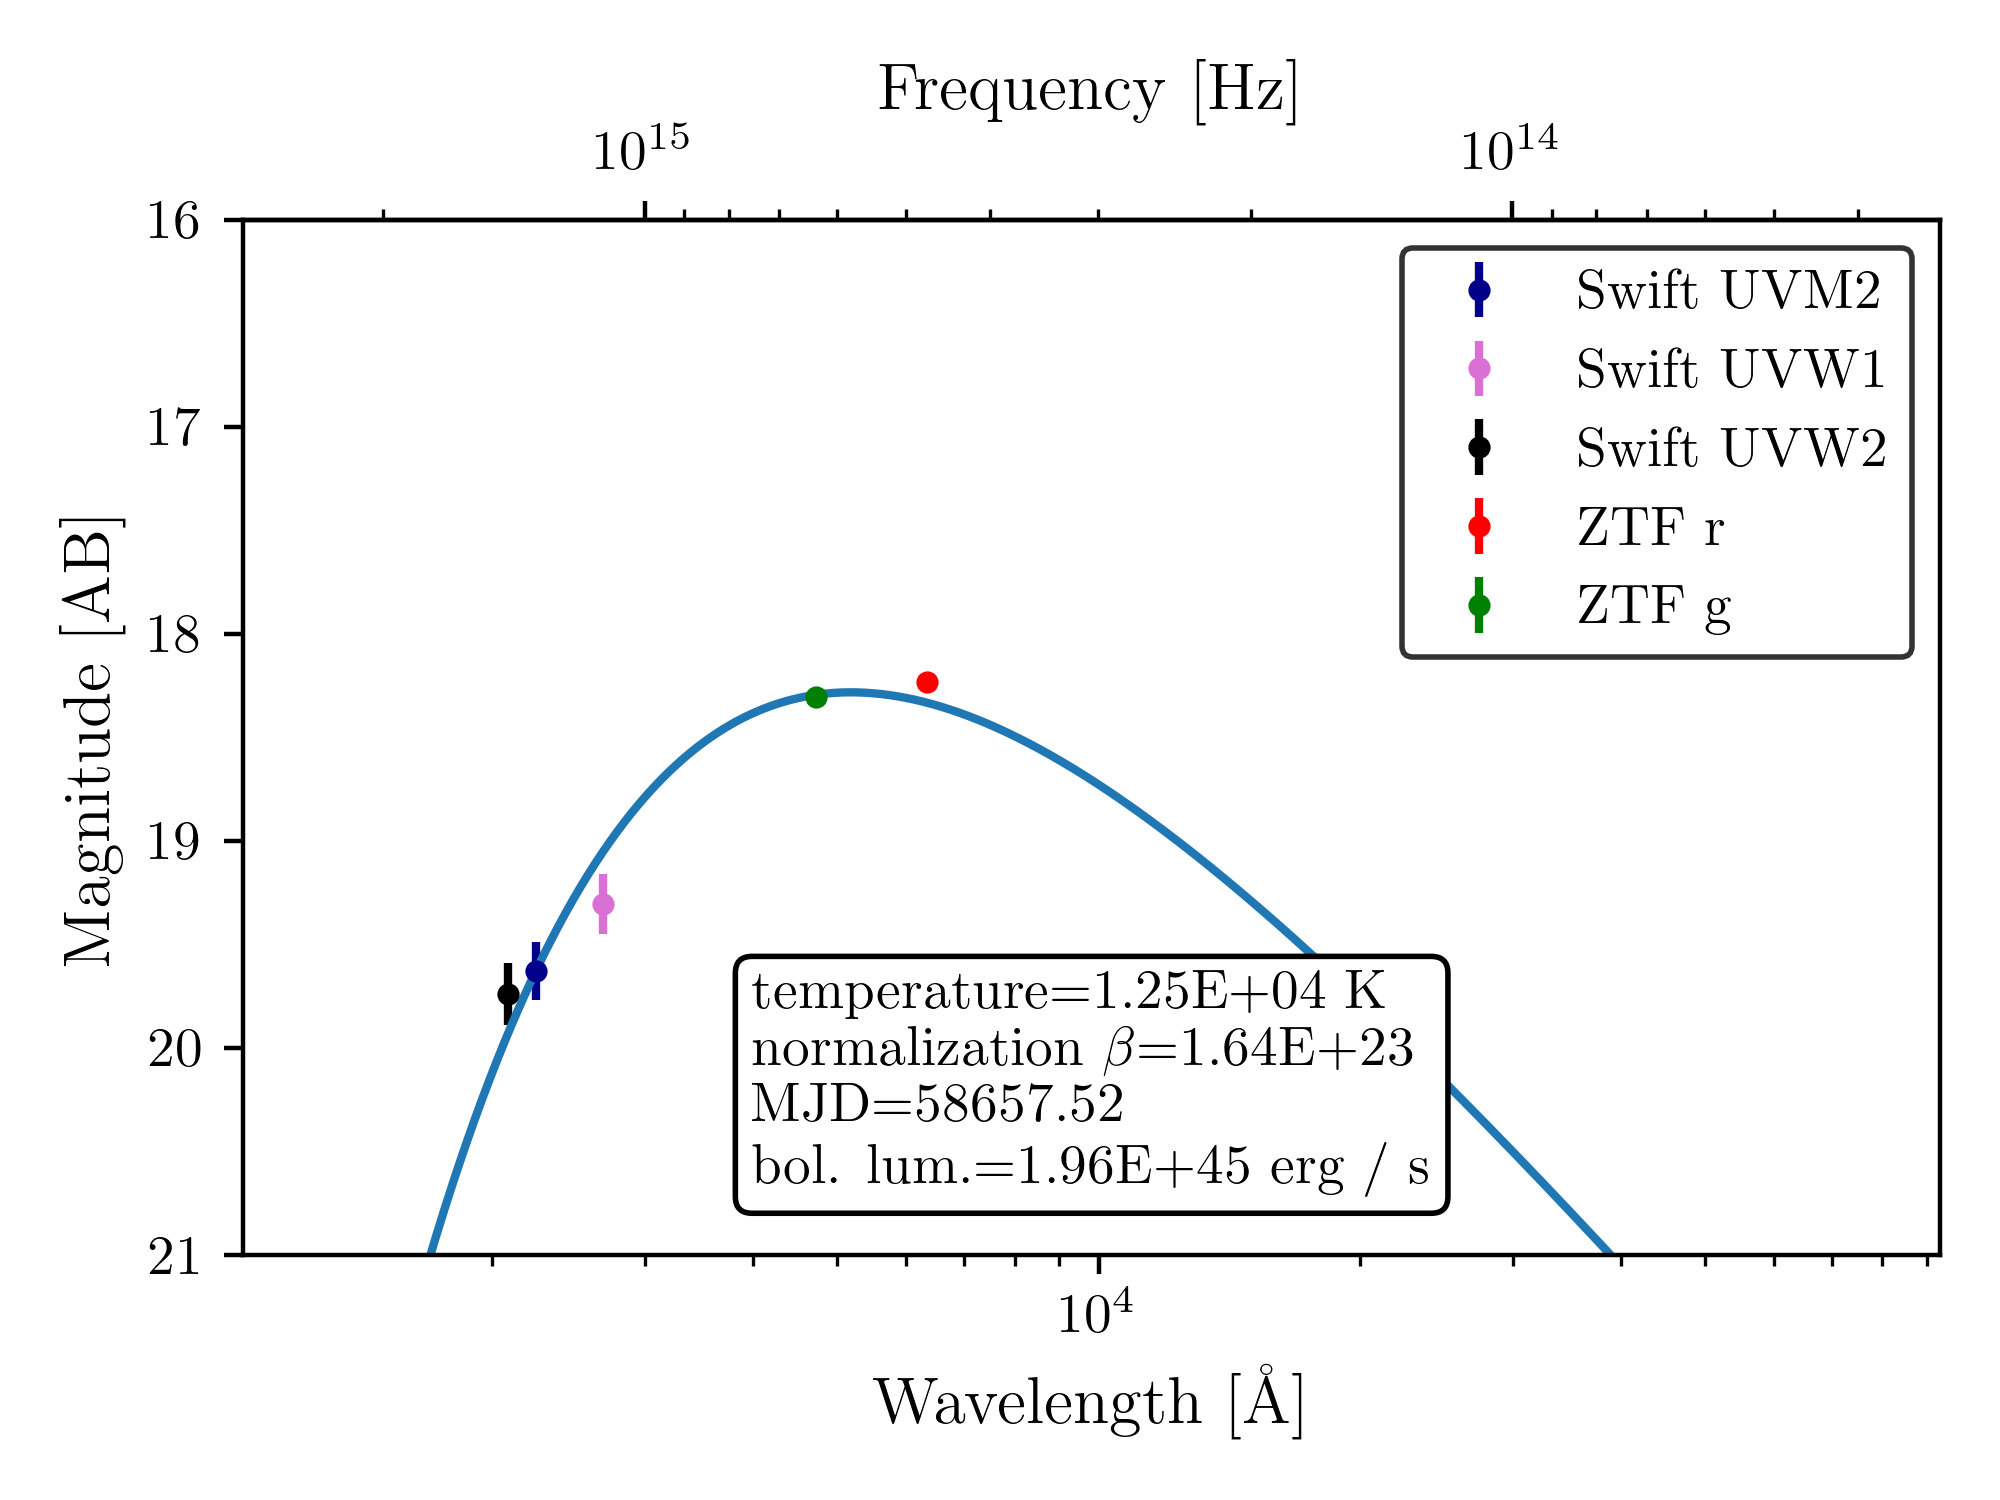 Frequency [Hz]
10^15 10^14
16
17
18
19
20
21
Magnitude [AB]
Swift UVM2
Swift UVW1
Swift UVW2
ZTF r
ZTF g
temperature=1.25E+04 K
normalization β=1.64E+23
MJD=58657.52
bol. lum.=1.96E+45 erg / s
10^4
Wavelength [Å]